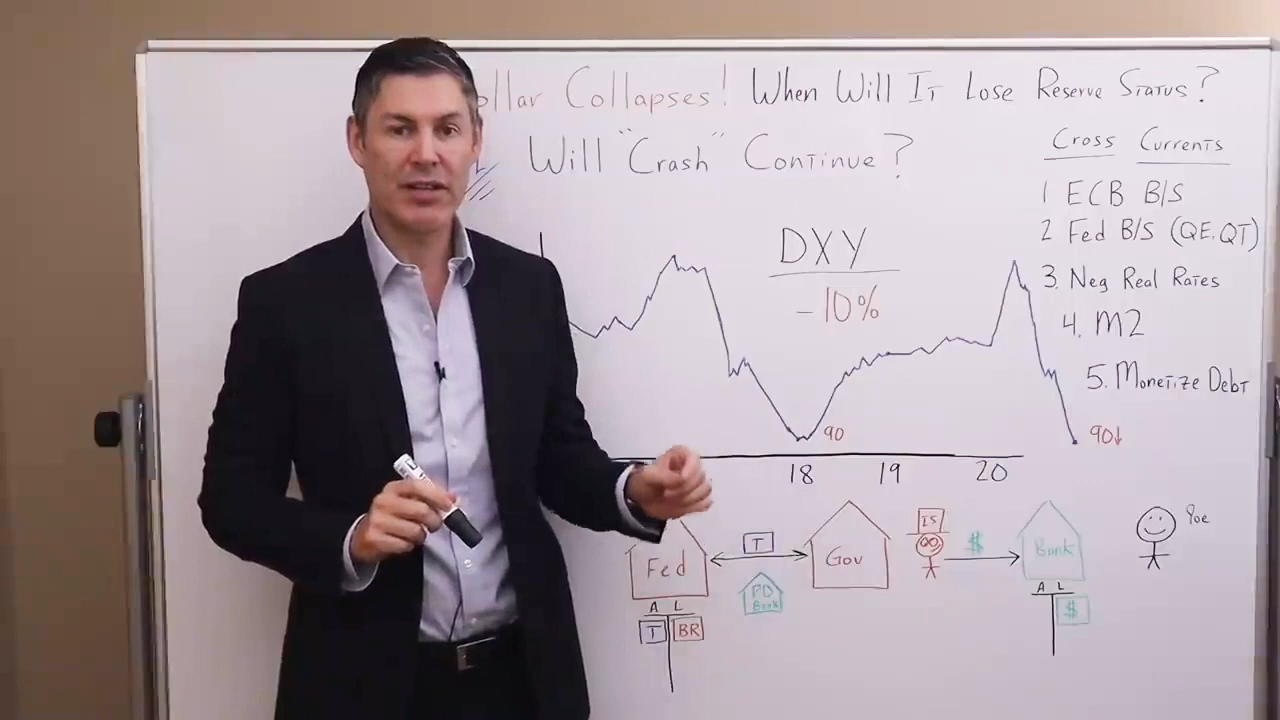 ollar Collapses! When Will It Lose Reserve Status?
Will "Crash" Continue?
Cross Currents
1 ECB B/S
2 Fed B/S (QE, QT)
3. Neg Real Rates
4. M2
5. Monetize Debt
DXY
-10%
90
90↓
18 19 20
Fed
T
PD Bank
Gov
IS
$
Bank
Joe
A L
T BR
A L
$